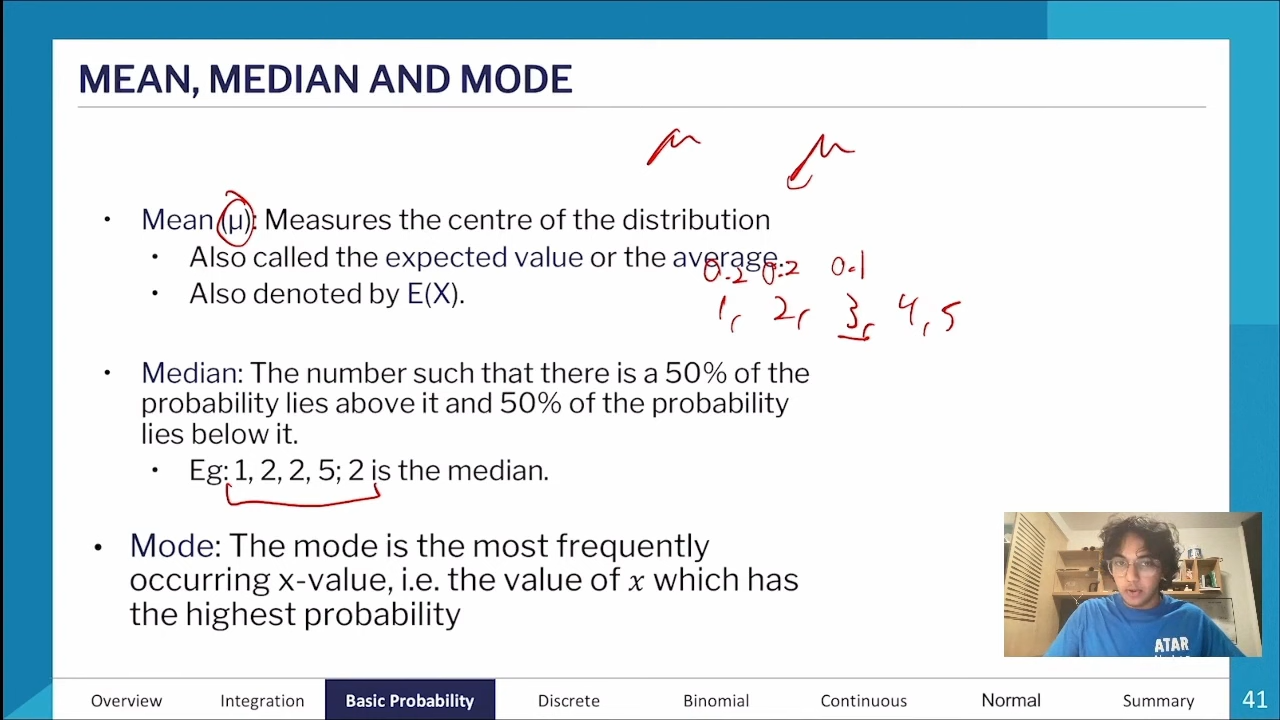 MEAN, MEDIAN AND MODE
μ μ
• Mean (μ): Measures the centre of the distribution
• Also called the expected value or the average.
0.2 0.2 0.1
• Also denoted by E(X).
1, 2, 3, 4, 5
• Median: The number such that there is a 50% of the
probability lies above it and 50% of the probability
lies below it.
• Eg: 1, 2, 2, 5; 2 is the median.
• Mode: The mode is the most frequently
occurring x-value, i.e. the value of x which has
the highest probability
ATAR
Overview Integration Basic Probability Discrete Binomial Continuous Normal Summary 41